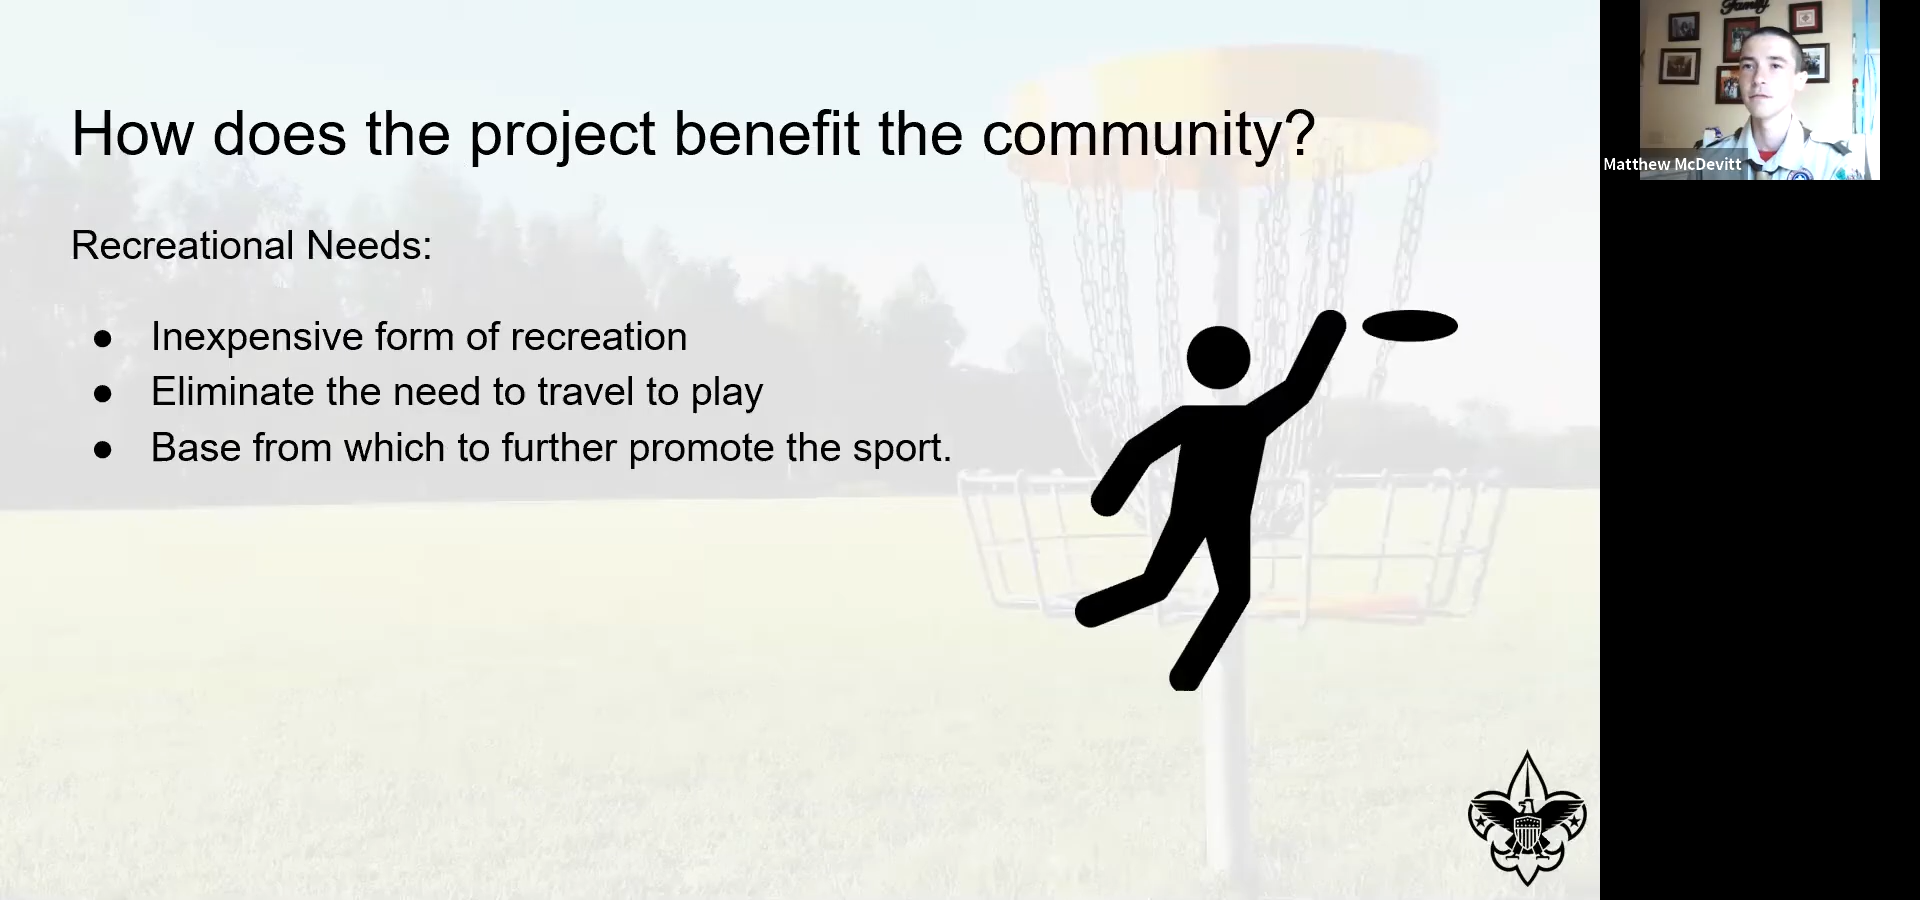 How does the project benefit the community?
Recreational Needs:
● Inexpensive form of recreation
● Eliminate the need to travel to play
● Base from which to further promote the sport.
Family
Matthew McDevitt